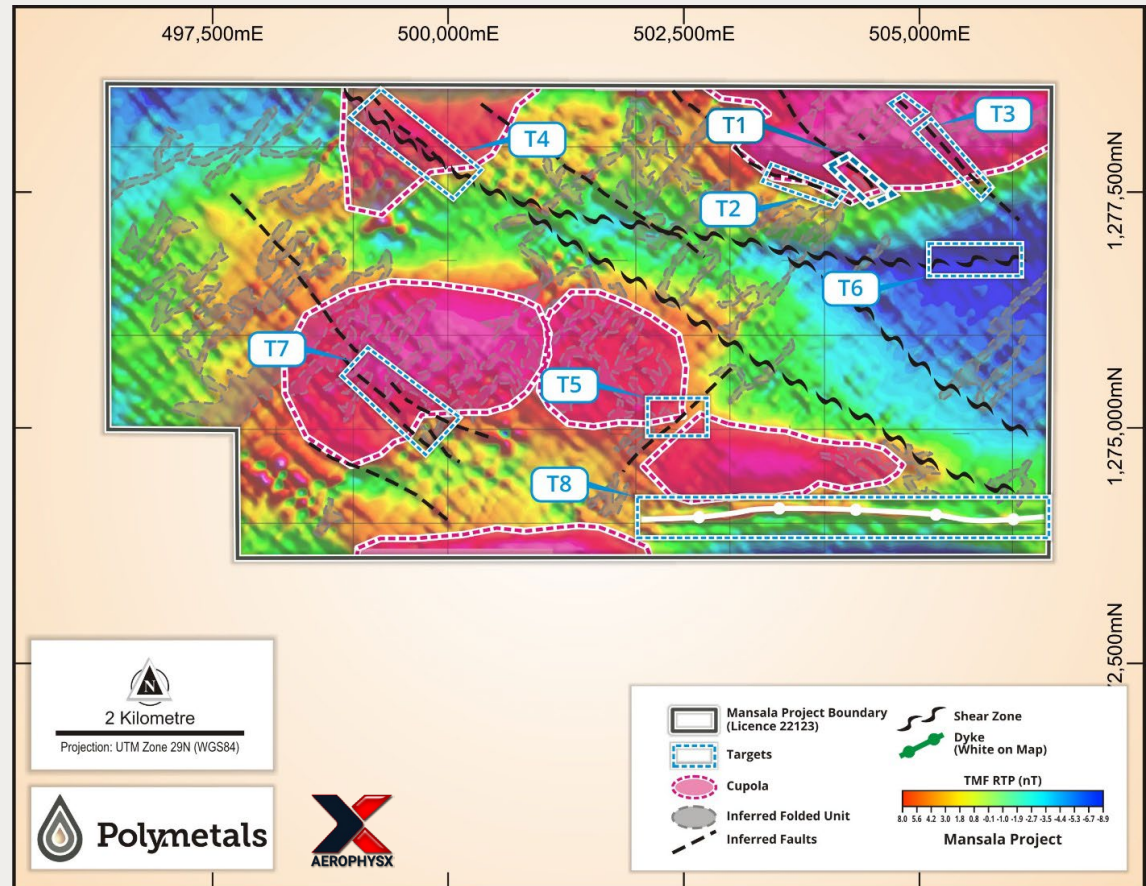 497,500mE
500,000mE
502,500mE
505,000mE
T1
T3
T4
1,277,500mN
T2
T6
T7
T5
1,275,000mN
T8
2,500mN
N
2 Kilometre
Projection: UTM Zone 29N (WGS84)
Polymetals
AEROPHYSX
Mansala Project Boundary
(Licence 22123)
Targets
Cupola
Inferred Folded Unit
Inferred Faults
Shear Zone
Dyke
(White on Map)
TMF RTP (nT)
8.0 5.6 4.2 3.0 1.8 0.8 -0.1 -1.0 -1.9 -2.7 -3.5 -4.4 -5.3 -6.7 -8.9
Mansala Project